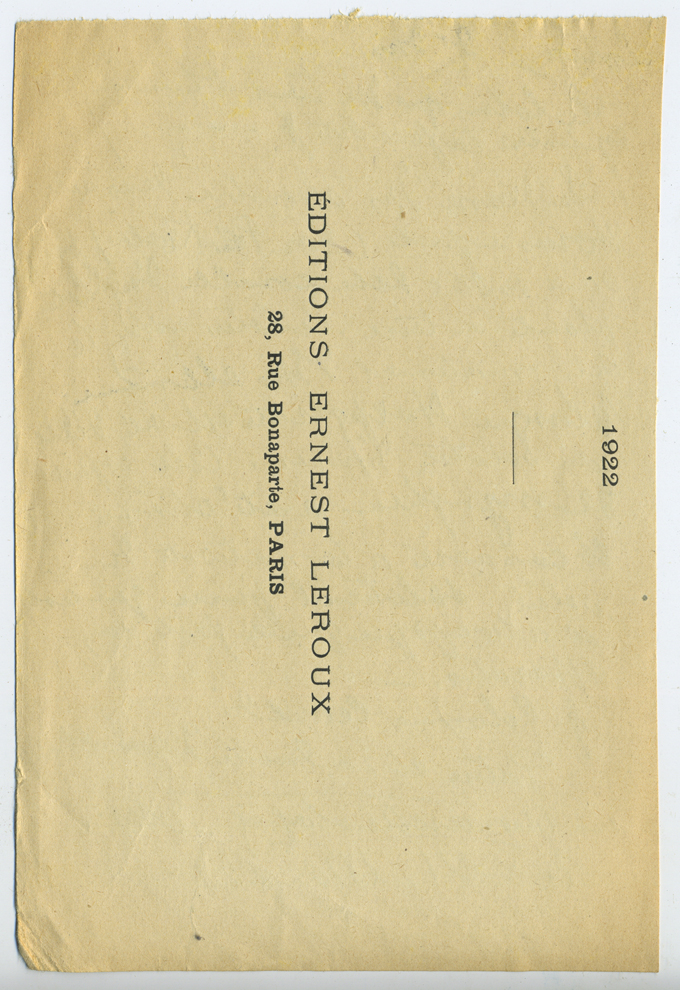 1922
ÉDITIONS ERNEST LEROUX
28, Rue Bonaparte, PARIS